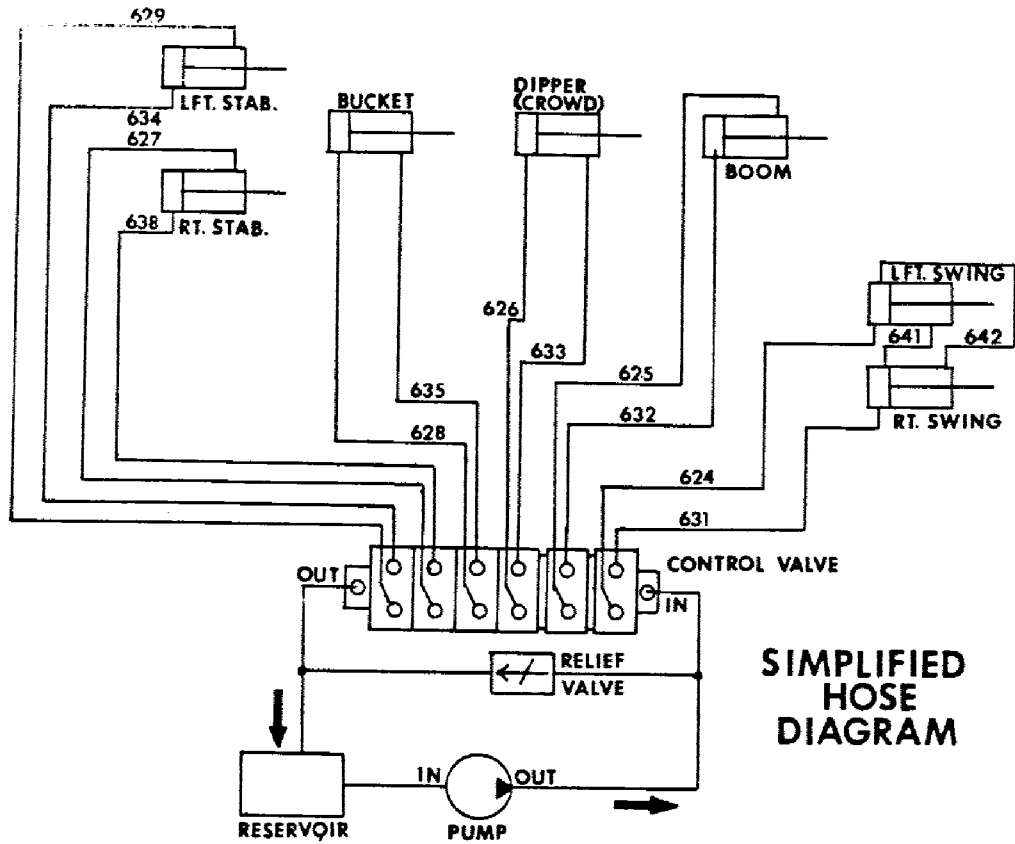 629
LFT. STAB.
634
627
638
RT. STAB.
BUCKET
DIPPER
(CROWD)
BOOM
LFT. SWING
641
642
RT. SWING
626
633
625
635
632
628
624
631
OUT
CONTROL VALVE
IN
RELIEF
VALVE
SIMPLIFIED
HOSE
DIAGRAM
IN
OUT
RESERVOIR
PUMP